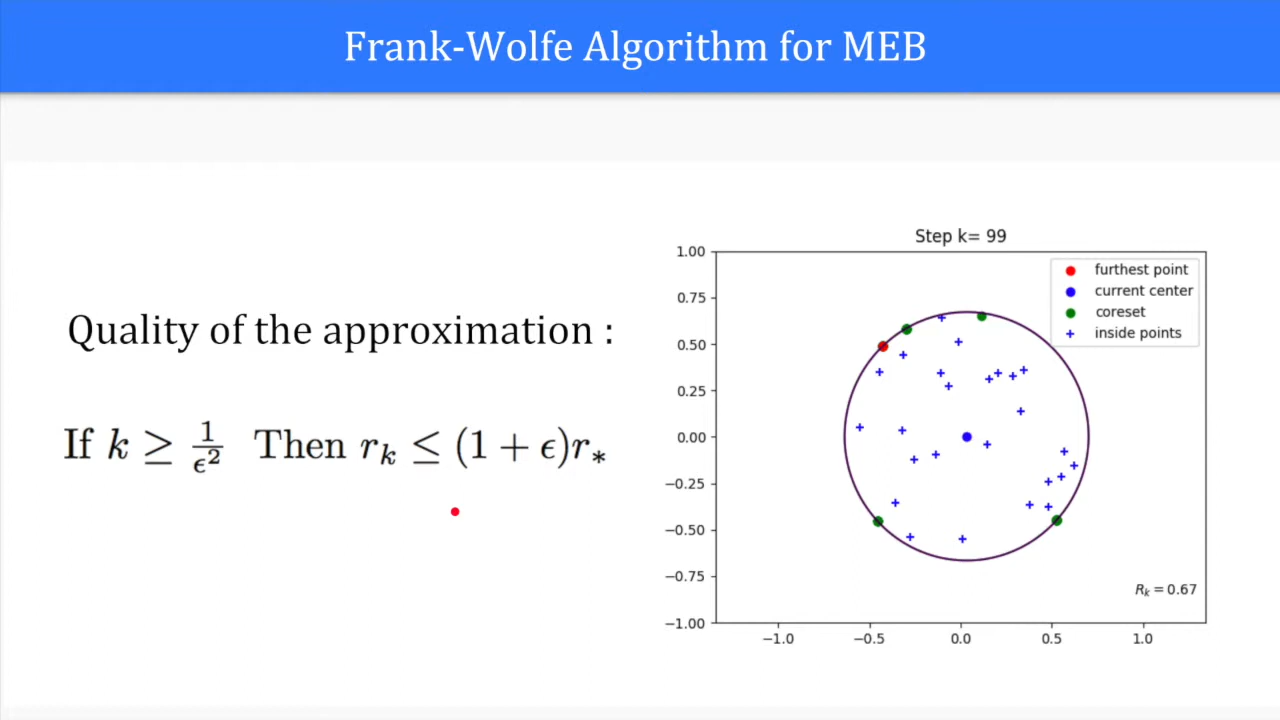 Frank-Wolfe Algorithm for MEB
Quality of the approximation :
If k ≥ 1/ϵ² Then r_k ≤ (1 + ϵ)r_*
Step k= 99
furthest point
current center
coreset
inside points
1.00
0.75
0.50
0.25
0.00
−0.25
−0.50
−0.75
−1.00
R_k = 0.67
−1.0 −0.5 0.0 0.5 1.0